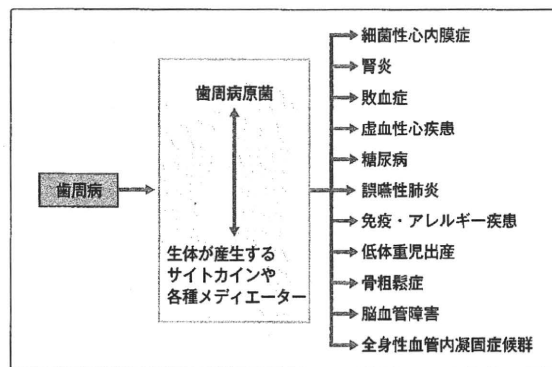 歯周病
歯周病原菌
生体が産生する
サイトカインや
各種メディエーター
細菌性心内膜症
腎炎
敗血症
虚血性心疾患
糖尿病
誤嚥性肺炎
免疫・アレルギー疾患
低体重児出産
骨粗鬆症
脳血管障害
全身性血管内凝固症候群